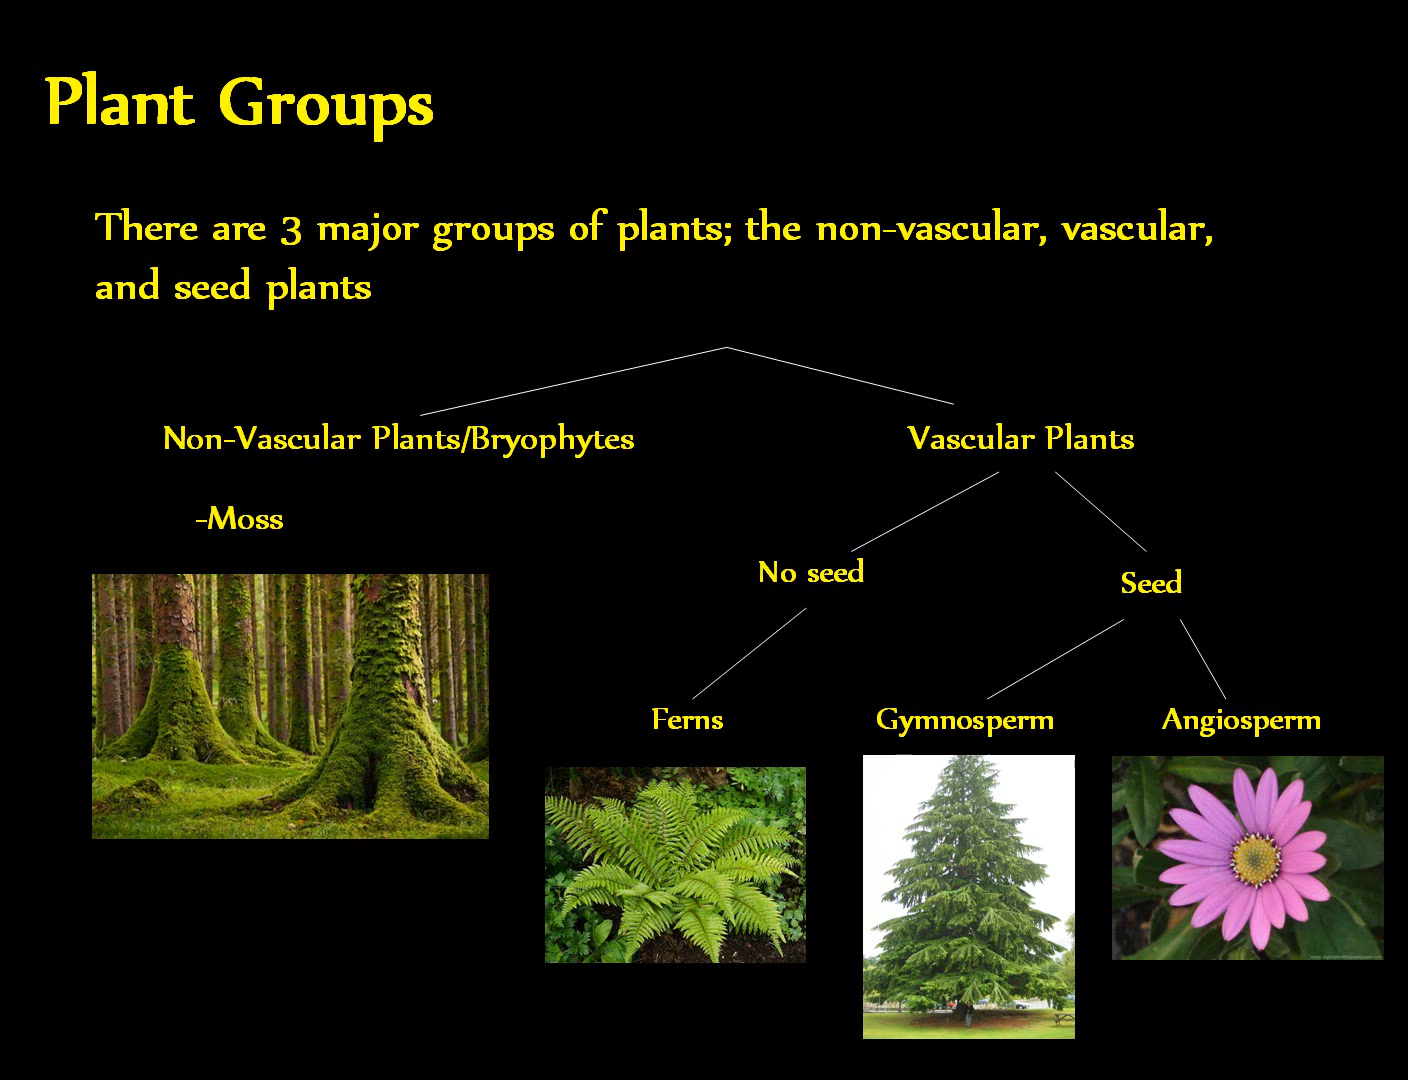 Plant Groups
There are 3 major groups of plants; the non-vascular, vascular,
and seed plants
Non-Vascular Plants/Bryophytes
Vascular Plants
-Moss
No seed
Seed
Ferns
Gymnosperm
Angiosperm